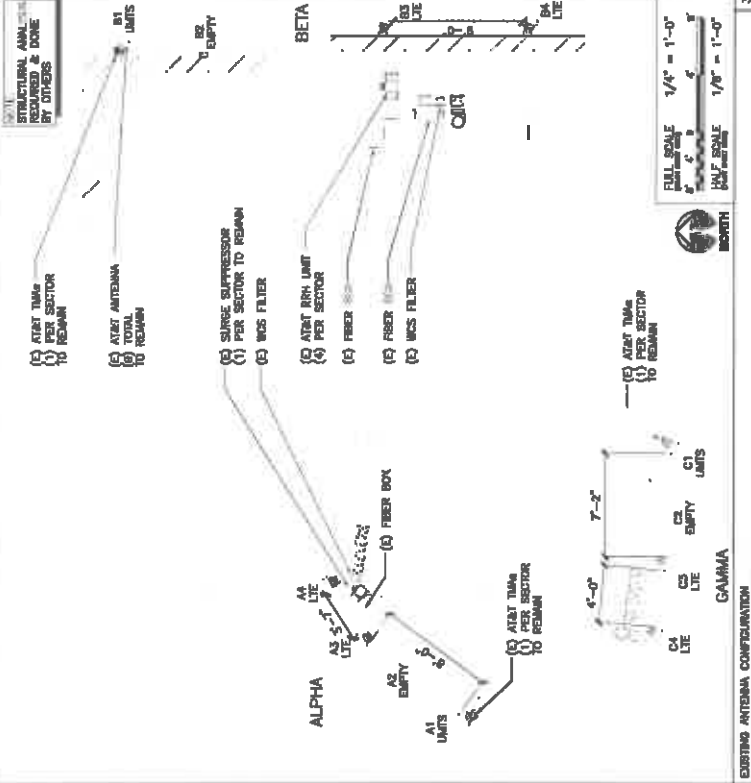 STRUCTURAL ANAL
REQUIRED & DONE
BY OTHERS
(E) AT&T TMAs
(1) PER SECTOR
TO REMAIN
B1
UMTS
(E) AT&T ANTENNA
TOTAL
TO REMAIN
B2
EMPTY
(E) SURGE SUPPRESSOR
(1) PER SECTOR TO REMAIN
(E) WCS FILTER
BETA
B3
LTE
B4
LTE
(E) AT&T RRH UNIT
(4) PER SECTOR
(E) FIBER
(E) FIBER
(E) WCS FILTER
ALPHA
A4
LTE
A3
LTE
(E) FIBER BOX
A2
EMPTY
A1
UMTS
(E) AT&T TMAs
(1) PER SECTOR
TO REMAIN
(E) AT&T TMAs
(1) PER SECTOR
TO REMAIN
4'-0"
7'-2"
C4
LTE
C3
LTE
C2
EMPTY
C1
UMTS
GAMMA
NORTH
FULL SCALE 1/4" = 1'-0"
HALF SCALE 1/8" = 1'-0"
EXISTING ANTENNA CONFIGURATION